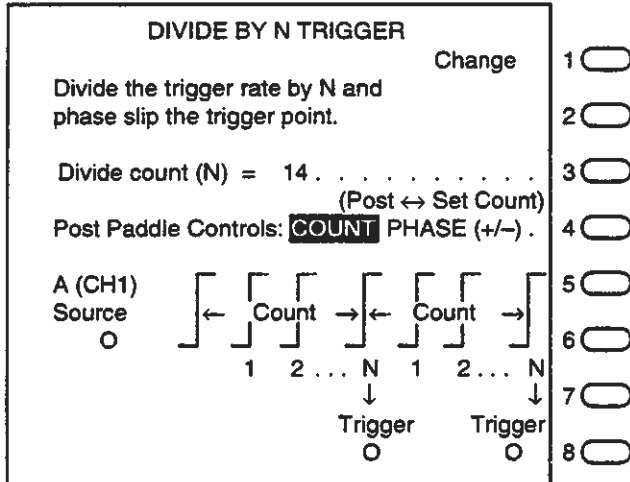 DIVIDE BY N TRIGGER
Change 1
Divide the trigger rate by N and
phase slip the trigger point. 2
Divide count (N) = 14 . . . . . . . . . . 3
(Post ↔ Set Count)
Post Paddle Controls: COUNT PHASE (+/−) . 4
A (CH1) 5
Source ← Count → ← Count → 6
1 2 . . . N 1 2 . . . N
↓ ↓ 7
Trigger Trigger
8